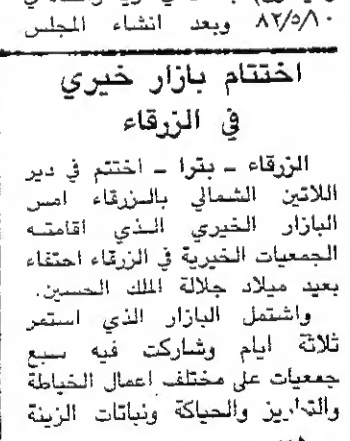 ٨٢/٥/١٠ وبعد انشاء المجلس
اختتام بازار خيري
في الزرقاء
الزرقاء ـ بترا ـ اختتم في دير
اللاتين الشمالي بالزرقاء امس
البازار الخيري الذي اقامته
الجمعيات الخيرية في الزرقاء احتفاء
بعيد ميلاد جلالة الملك الحسين.
واشتمل البازار الذي استمر
ثلاثة ايام وشاركت فيه سبع
جمعيات على مختلف اعمال الخياطة
والتطريز والحياكة ونباتات الزينة